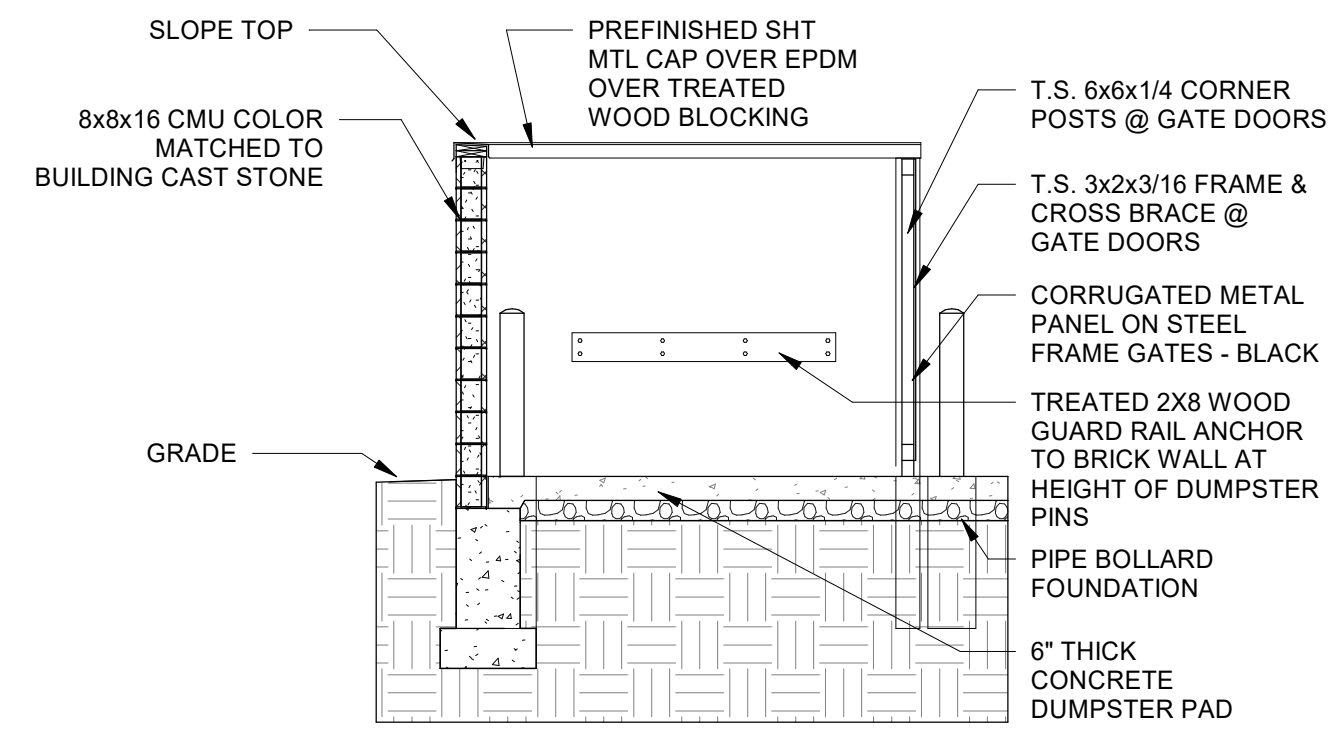 SLOPE TOP
8x8x16 CMU COLOR
MATCHED TO
BUILDING CAST STONE
GRADE
PREFINISHED SHT
MTL CAP OVER EPDM
OVER TREATED
WOOD BLOCKING
T.S. 6x6x1/4 CORNER
POSTS @ GATE DOORS
T.S. 3x2x3/16 FRAME &
CROSS BRACE @
GATE DOORS
CORRUGATED METAL
PANEL ON STEEL
FRAME GATES - BLACK
TREATED 2X8 WOOD
GUARD RAIL ANCHOR
TO BRICK WALL AT
HEIGHT OF DUMPSTER
PINS
PIPE BOLLARD
FOUNDATION
6" THICK
CONCRETE
DUMPSTER PAD